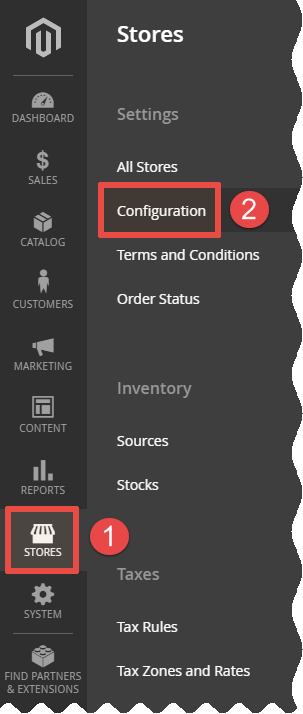 DASHBOARD
SALES
CATALOG
CUSTOMERS
MARKETING
CONTENT
REPORTS
STORES
1
SYSTEM
FIND PARTNERS
& EXTENSIONS
Stores
Settings
All Stores
Configuration
2
Terms and Conditions
Order Status
Inventory
Sources
Stocks
Taxes
Tax Rules
Tax Zones and Rates